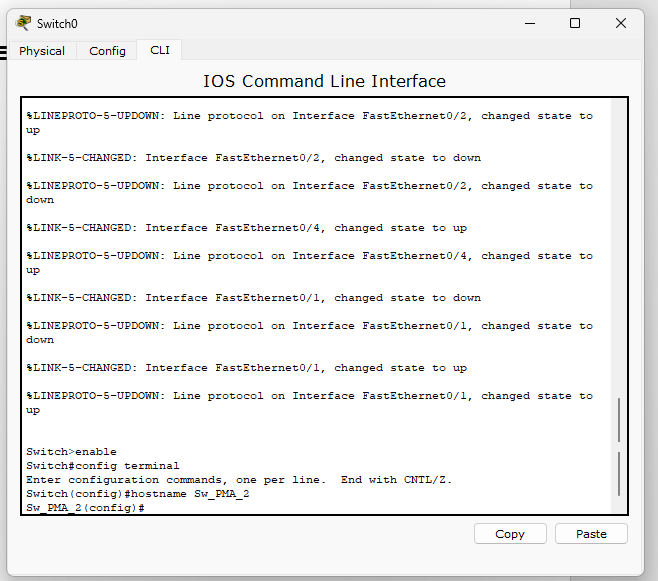 Switch0
Physical Config CLI
IOS Command Line Interface
%LINEPROTO-5-UPDOWN: Line protocol on Interface FastEthernet0/2, changed state to
up
%LINK-5-CHANGED: Interface FastEthernet0/2, changed state to down
%LINEPROTO-5-UPDOWN: Line protocol on Interface FastEthernet0/2, changed state to
down
%LINK-5-CHANGED: Interface FastEthernet0/4, changed state to up
%LINEPROTO-5-UPDOWN: Line protocol on Interface FastEthernet0/4, changed state to
up
%LINK-5-CHANGED: Interface FastEthernet0/1, changed state to down
%LINEPROTO-5-UPDOWN: Line protocol on Interface FastEthernet0/1, changed state to
down
%LINK-5-CHANGED: Interface FastEthernet0/1, changed state to up
%LINEPROTO-5-UPDOWN: Line protocol on Interface FastEthernet0/1, changed state to
up
Switch>enable
Switch#config terminal
Enter configuration commands, one per line.  End with CNTL/Z.
Switch(config)#hostname Sw_PMA_2
Sw_PMA_2(config)#
Copy Paste